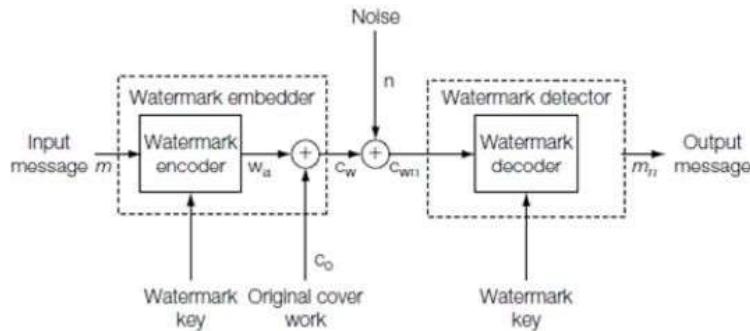 Noise
n
Watermark embedder
Watermark detector
Input
message m
Watermark
encoder
wa
+
cw
+
cwn
Watermark
decoder
mn
Output
message
co
Watermark
key
Original cover
work
Watermark
key